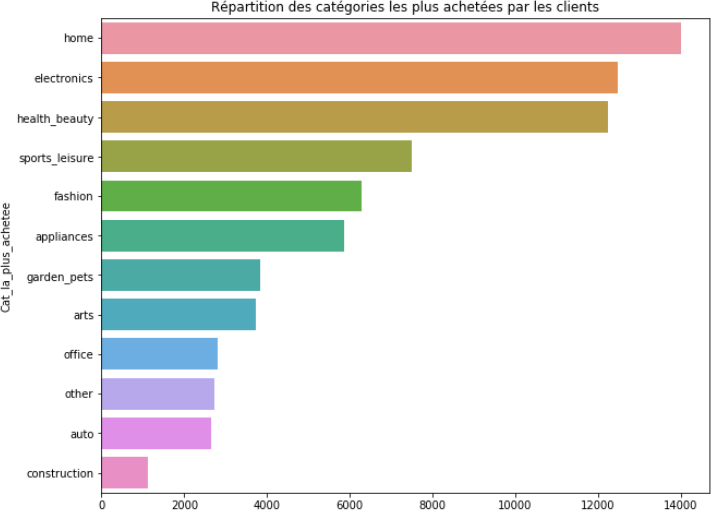 Répartition des catégories les plus achetées par les clients
Cat_la_plus_achetee
home
electronics
health_beauty
sports_leisure
fashion
appliances
garden_pets
arts
office
other
auto
construction
0 2000 4000 6000 8000 10000 12000 14000